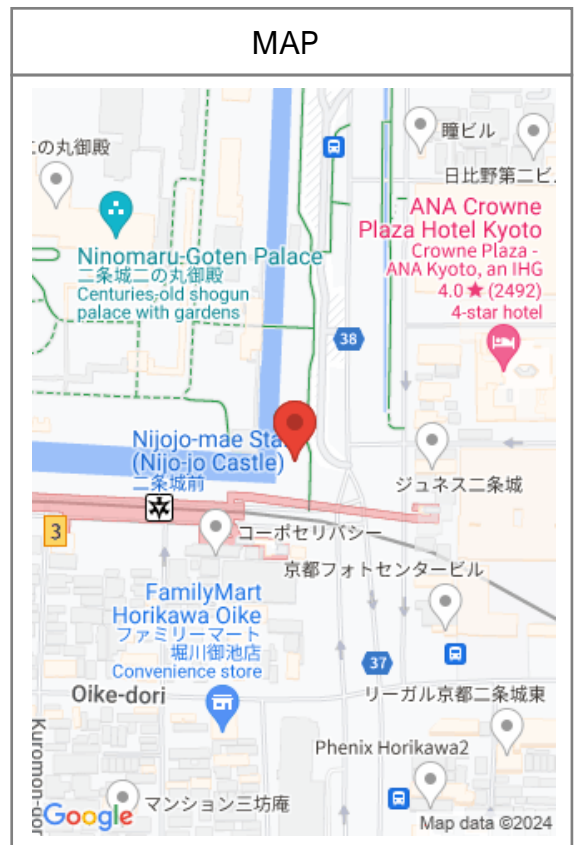 MAP
二の丸御殿
瞳ビル
日比野第二ビ
ANA Crowne
Plaza Hotel Kyoto
Crowne Plaza -
ANA Kyoto, an IHG
4.0★(2492)
4-star hotel
Ninomaru-Goten Palace
二条城二の丸御殿
Centuries-old shogun
palace with gardens
38
Nijojo-mae Sta
(Nijo-jo Castle)
二条城前
ジュネス二条城
3
コーポセリバシー
京都フォトセンタービル
FamilyMart
Horikawa Oike
ファミリーマート
堀川御池店
Convenience store
37
Oike-dori
リーガル京都二条城東
Kuromon-dor
Phenix Horikawa2
マンション三坊庵
Google
Map data ©2024